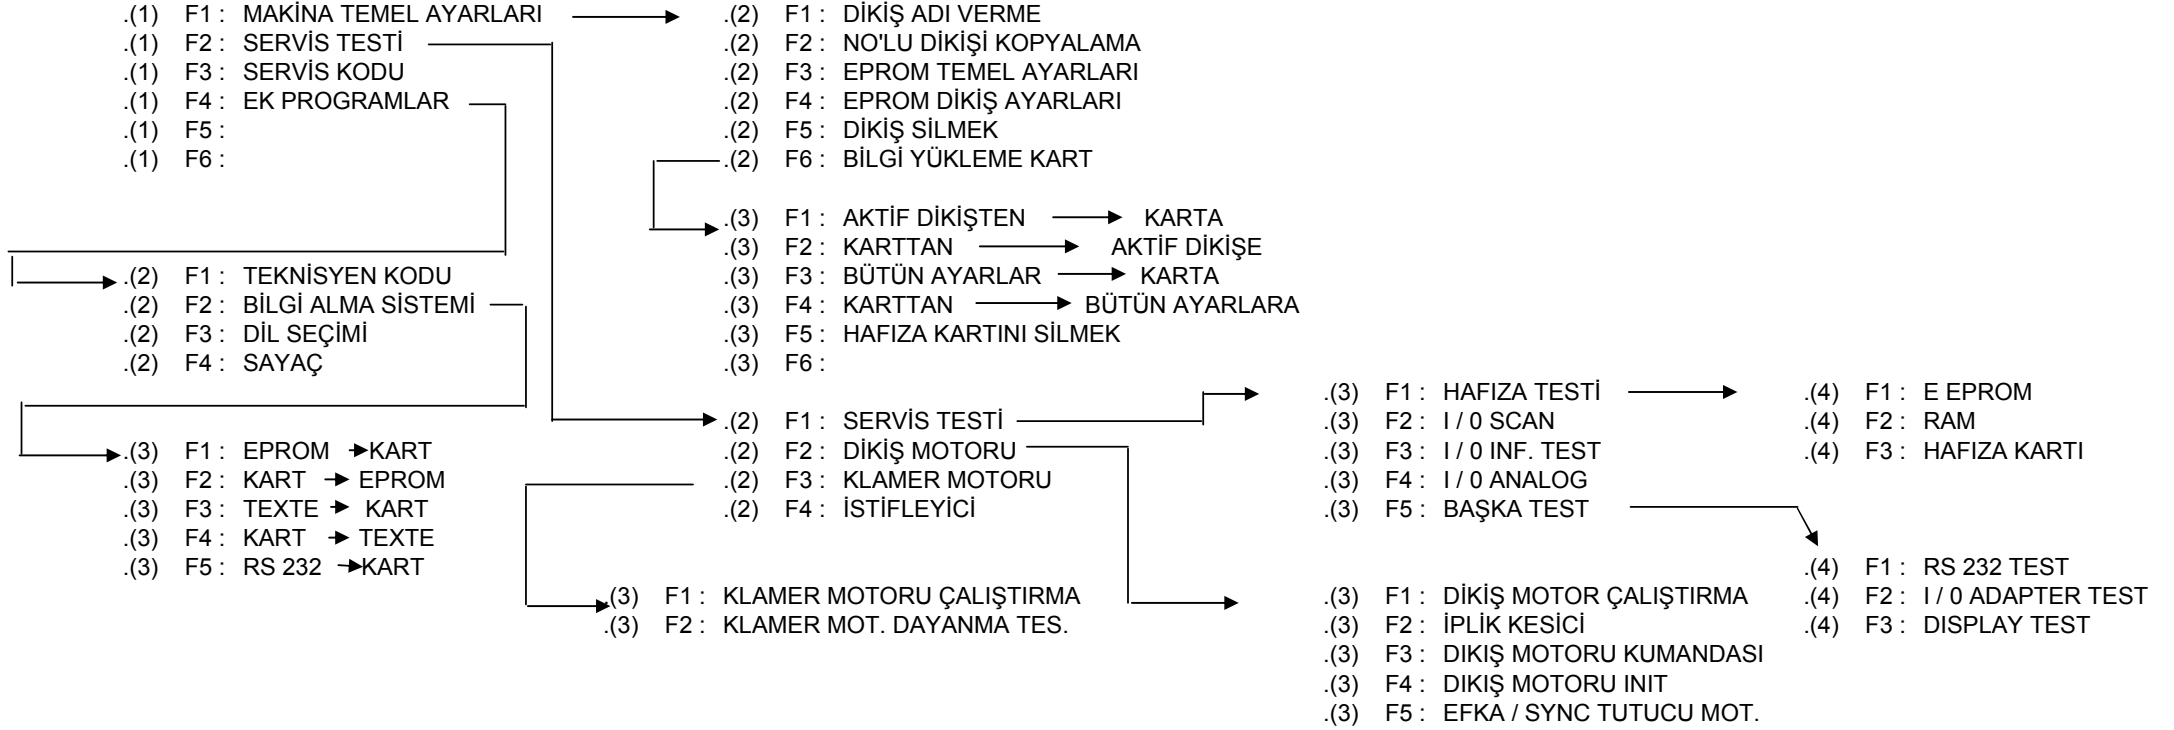 .(1) F1 : MAKİNA TEMEL AYARLARI
.(1) F2 : SERVİS TESTİ
.(1) F3 : SERVİS KODU
.(1) F4 : EK PROGRAMLAR
.(1) F5 :
.(1) F6 :
.(2) F1 : DİKİŞ ADI VERME
.(2) F2 : NO'LU DİKİŞİ KOPYALAMA
.(2) F3 : EPROM TEMEL AYARLARI
.(2) F4 : EPROM DİKİŞ AYARLARI
.(2) F5 : DİKİŞ SİLMEK
.(2) F6 : BİLGİ YÜKLEME KART
.(3) F1 : AKTİF DİKİŞTEN KARTA
.(3) F2 : KARTTAN AKTİF DİKİŞE
.(3) F3 : BÜTÜN AYARLAR KARTA
.(3) F4 : KARTTAN BÜTÜN AYARLARA
.(3) F5 : HAFIZA KARTINI SİLMEK
.(3) F6 :
.(2) F1 : TEKNİSYEN KODU
.(2) F2 : BİLGİ ALMA SİSTEMİ
.(2) F3 : DİL SEÇİMİ
.(2) F4 : SAYAÇ
.(3) F1 : EPROM KART
.(3) F2 : KART EPROM
.(3) F3 : TEXTE KART
.(3) F4 : KART TEXTE
.(3) F5 : RS 232 KART
.(2) F1 : SERVİS TESTİ
.(2) F2 : DİKİŞ MOTORU
.(2) F3 : KLAMER MOTORU
.(2) F4 : İSTİFLEYİCİ
.(3) F1 : KLAMER MOTORU ÇALIŞTIRMA
.(3) F2 : KLAMER MOT. DAYANMA TES.
.(3) F1 : HAFIZA TESTİ
.(3) F2 : I / 0 SCAN
.(3) F3 : I / 0 INF. TEST
.(3) F4 : I / 0 ANALOG
.(3) F5 : BAŞKA TEST
.(3) F1 : DİKİŞ MOTOR ÇALIŞTIRMA
.(3) F2 : İPLİK KESİCİ
.(3) F3 : DIKIŞ MOTORU KUMANDASI
.(3) F4 : DIKIŞ MOTORU INIT
.(3) F5 : EFKA / SYNC TUTUCU MOT.
.(4) F1 : E EPROM
.(4) F2 : RAM
.(4) F3 : HAFIZA KARTI
.(4) F1 : RS 232 TEST
.(4) F2 : I / 0 ADAPTER TEST
.(4) F3 : DISPLAY TEST